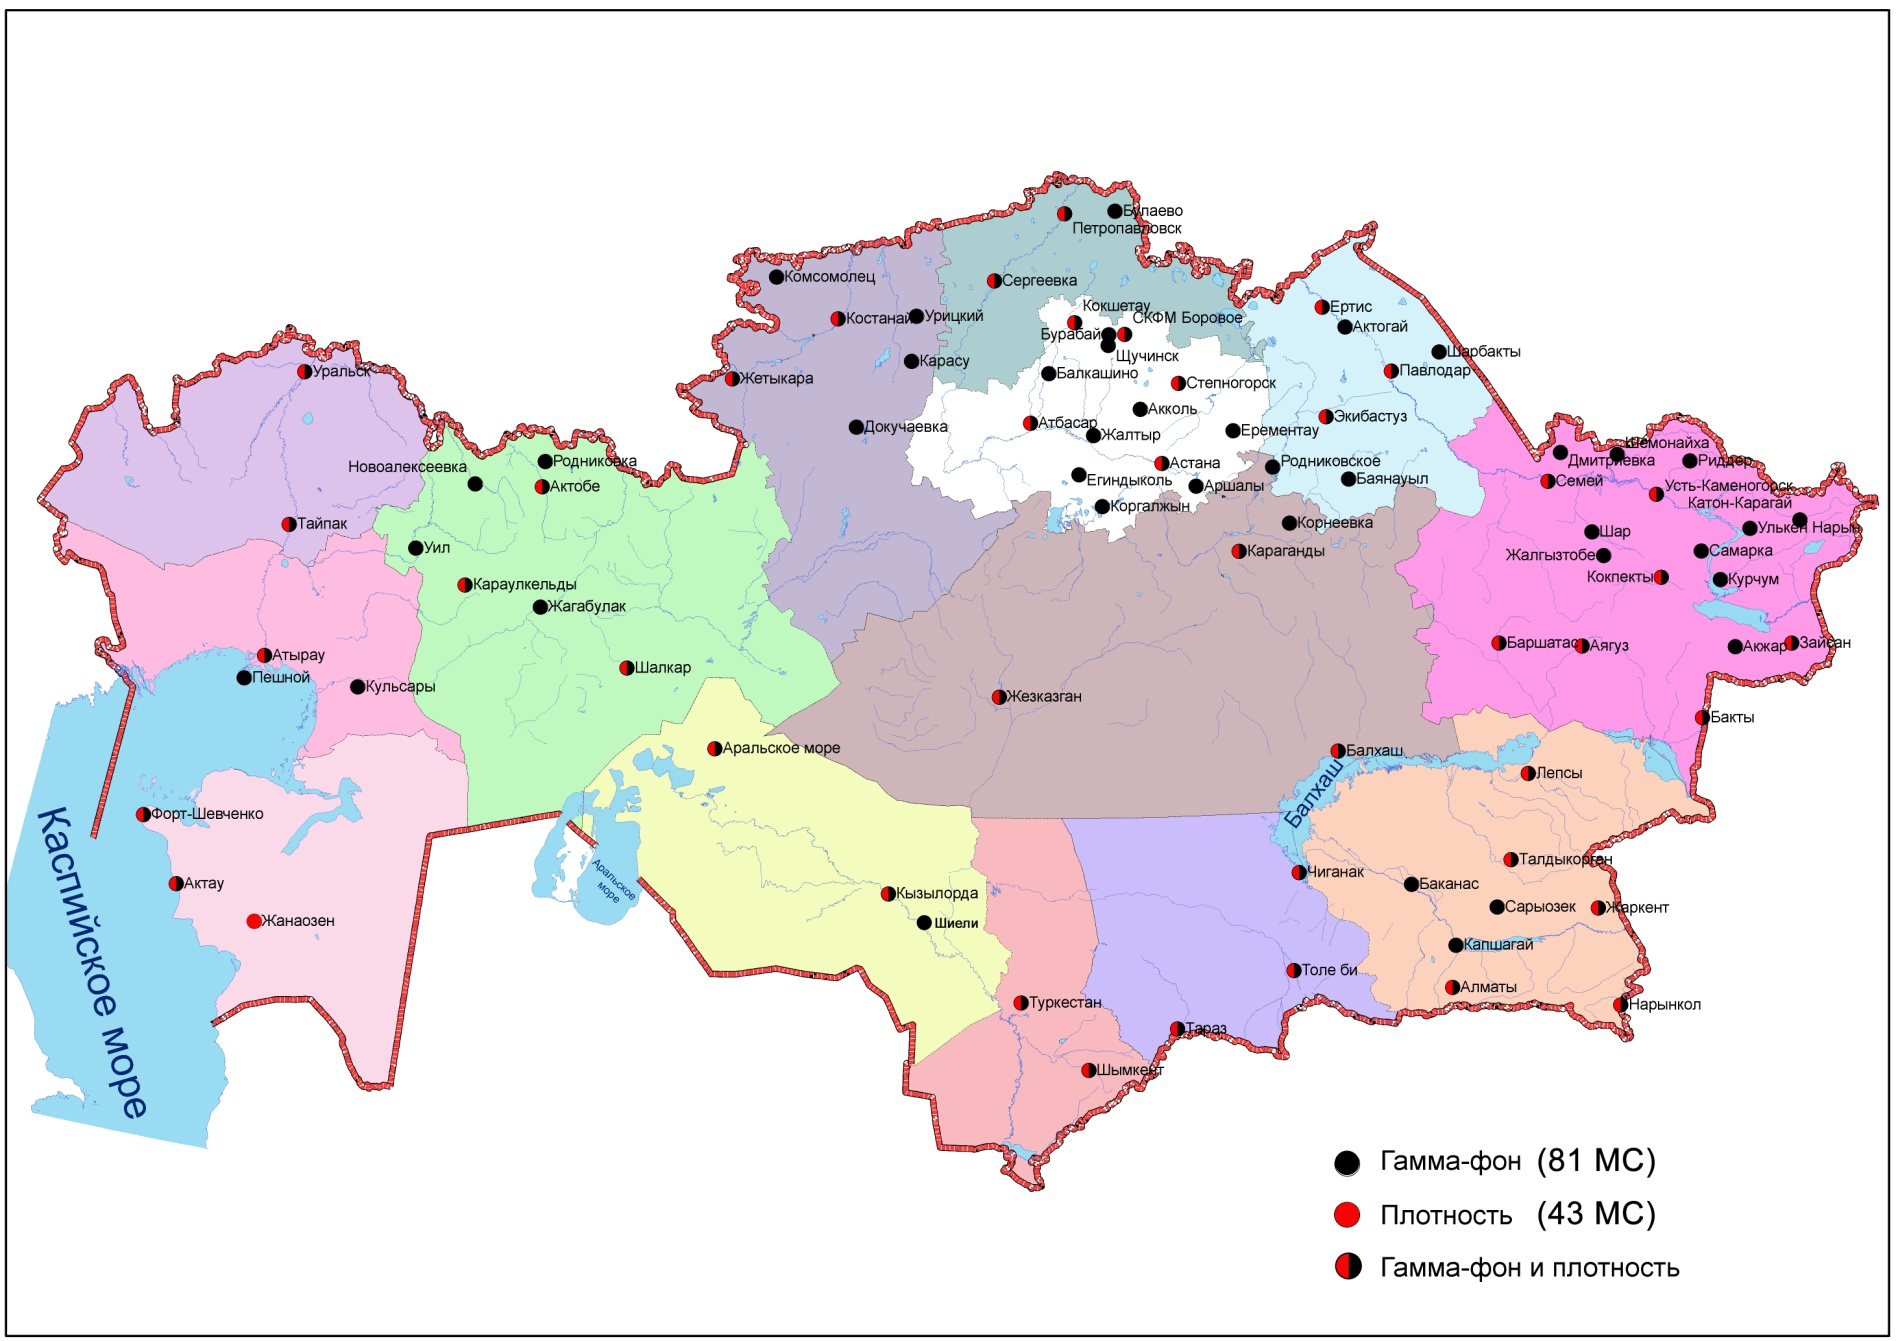 Булаево
Петропавловск
Комсомолец
Сергеевка
Кокшетау
Ертис
Костанай
Урицкий
СКФМ Боровое
Актогай
Бурабай
Щучинск
Шарбакты
Карасу
Уральск
Балкашино
Павлодар
Жетыкара
Степногорск
Акколь
Экибастуз
Атбасар
Докучаевка
Жалтыр
Ерементау
Шемонайха
Родниковка
Новоалексеевка
Астана
Родниковское
Дмитриевка
Риддер
Актобе
Егиндыколь
Аршалы
Баянауыл
Семей
Усть-Каменогорск
Катон-Карагай
Коргалжын
Тайпак
Корнеевка
Шар
Улькен Нарын
Уил
Караганды
Жалгызтобе
Самарка
Караулкельды
Кокпекты
Курчум
Жагабулак
Атырау
Баршатас
Аягуз
Акжар
Зайсан
Пешной
Шалкар
Кульсары
Жезказган
Бакты
Аральское море
Балхаш
Лепсы
Балхаш
Форт-Шевченко
Каспийское море
Аральское
море
Талдыкорган
Чиганак
Актау
Баканас
Кызылорда
Сарыозек
Жаркент
Жанаозен
Шиели
Капшагай
Толе би
Алматы
Туркестан
Нарынкол
Тараз
Шымкент
Гамма-фон (81 МС)
Плотность (43 МС)
Гамма-фон и плотность